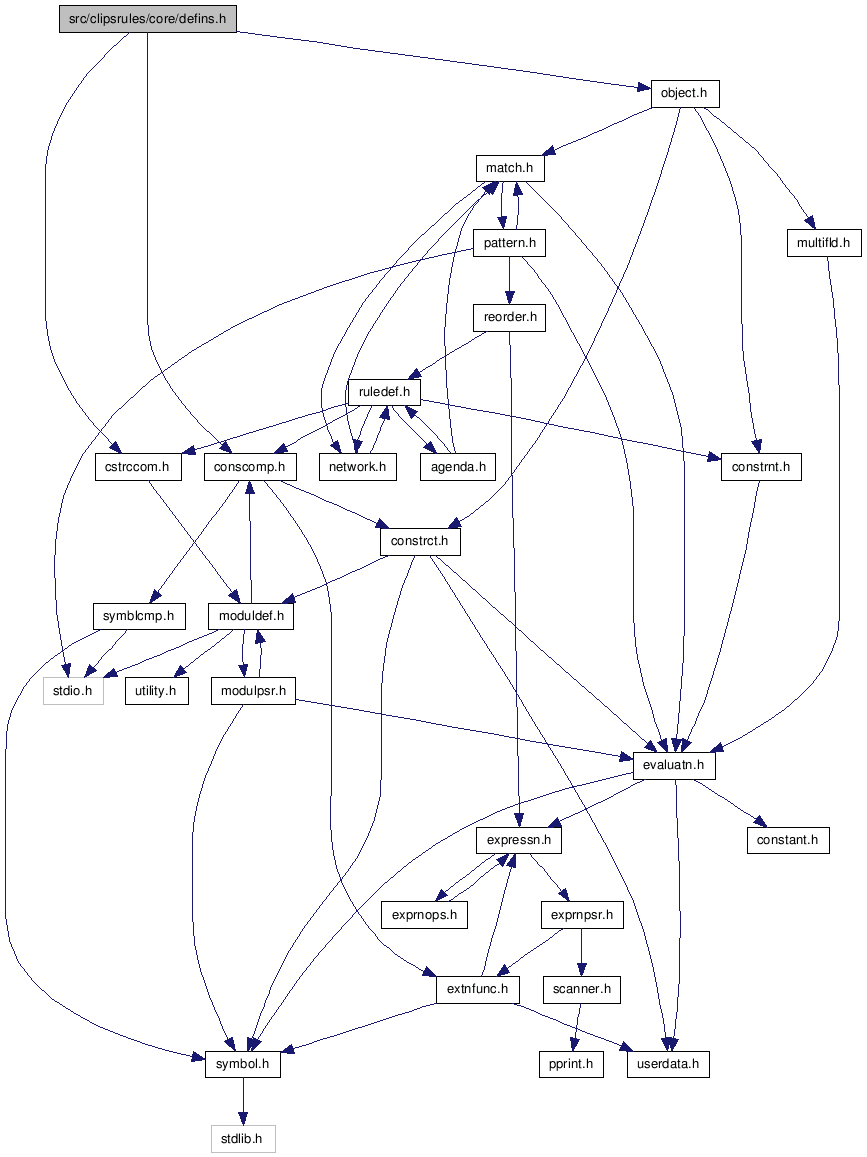 src/clipsrules/core/defins.h
object.h
match.h
pattern.h
multifld.h
reorder.h
ruledef.h
cstrccom.h
conscomp.h
network.h
agenda.h
constrnt.h
constrct.h
symblcmp.h
moduldef.h
stdio.h
utility.h
modulpsr.h
evaluatn.h
expressn.h
constant.h
exprnops.h
exprnpsr.h
extnfunc.h
scanner.h
symbol.h
pprint.h
userdata.h
stdlib.h